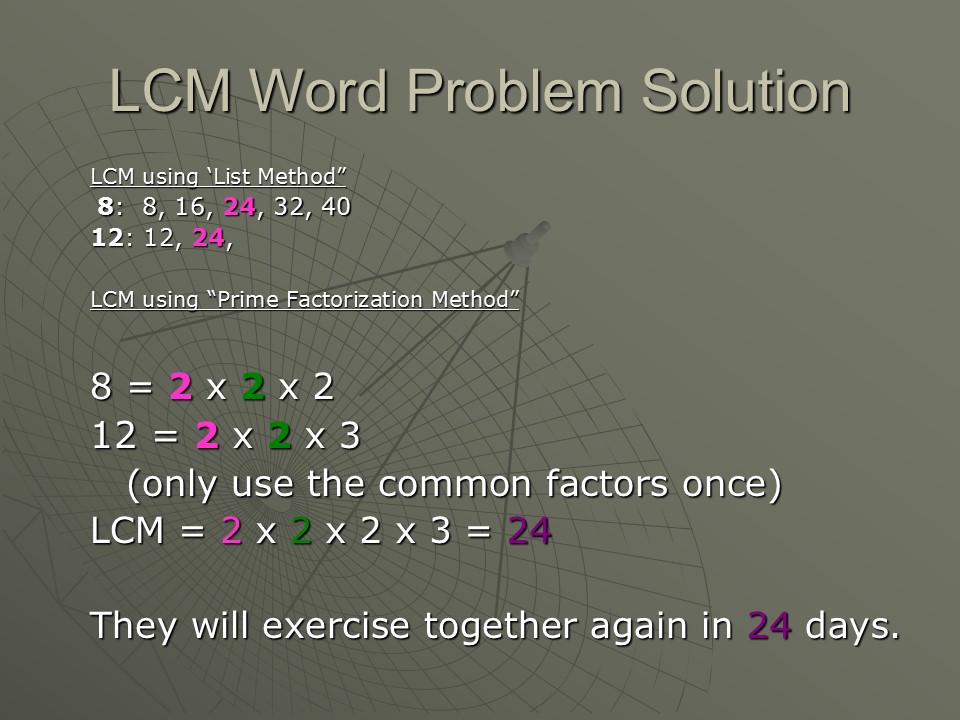 LCM Word Problem Solution
LCM using ‘List Method”
8: 8, 16, 24, 32, 40
12: 12, 24,
LCM using “Prime Factorization Method”
8 = 2 x 2 x 2
12 = 2 x 2 x 3
(only use the common factors once)
LCM = 2 x 2 x 2 x 3 = 24
They will exercise together again in 24 days.